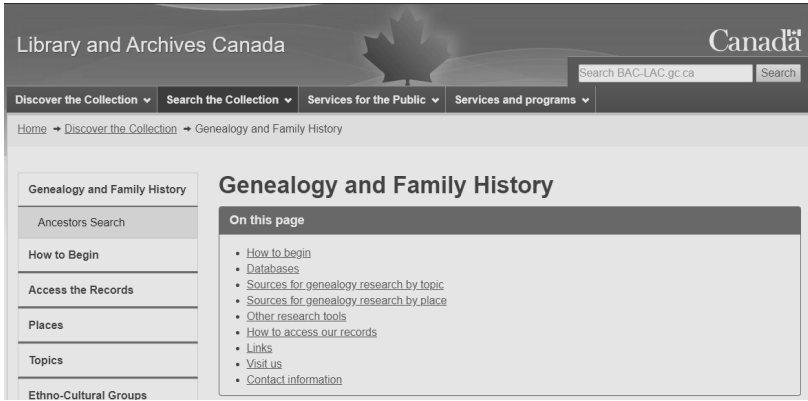 Library and Archives Canada
Canada
Search BAC-LAC.gc.ca Search
Discover the Collection Search the Collection Services for the Public Services and programs
Home → Discover the Collection → Genealogy and Family History
Genealogy and Family History
Ancestors Search
How to Begin
Access the Records
Places
Topics
Ethno-Cultural Groups
Genealogy and Family History
On this page
• How to begin
• Databases
• Sources for genealogy research by topic
• Sources for genealogy research by place
• Other research tools
• How to access our records
• Links
• Visit us
• Contact information